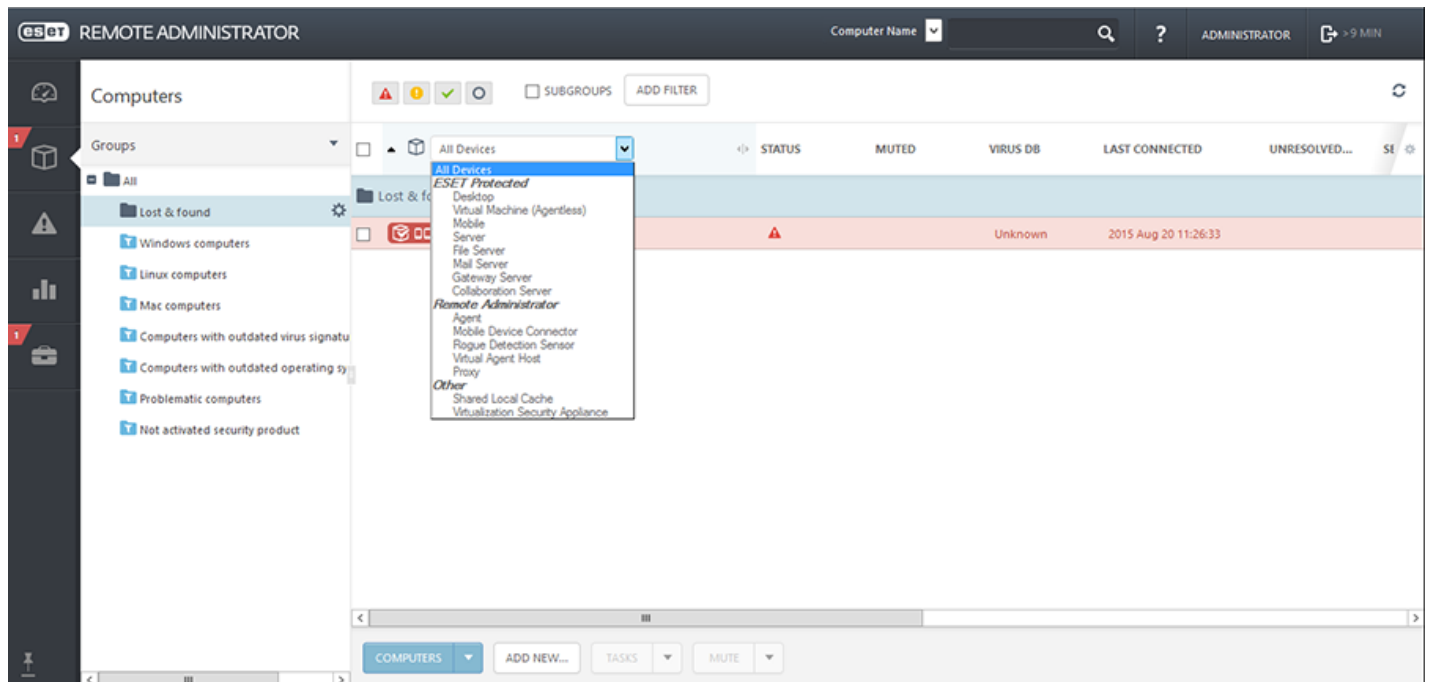 eseT REMOTE ADMINISTRATOR
Computer Name
?
ADMINISTRATOR
>9 MIN
Computers
SUBGROUPS
ADD FILTER
1
Groups
All Devices
STATUS
MUTED
VIRUS DB
LAST CONNECTED
UNRESOLVED...
SE
All
Lost & found
Windows computers
Linux computers
Mac computers
1
Computers with outdated virus signatu
Computers with outdated operating sy
Problematic computers
Not activated security product
All Devices
ESET Protected
Desktop
Virtual Machine (Agentless)
Mobile
Server
File Server
Mail Server
Gateway Server
Collaboration Server
Remote Administrator
Agent
Mobile Device Connector
Rogue Detection Sensor
Virtual Agent Host
Proxy
Other
Shared Local Cache
Virtualization Security Appliance
Lost & fo
Unknown
2015 Aug 20 11:26:33
COMPUTERS
ADD NEW...
TASKS
MUTE